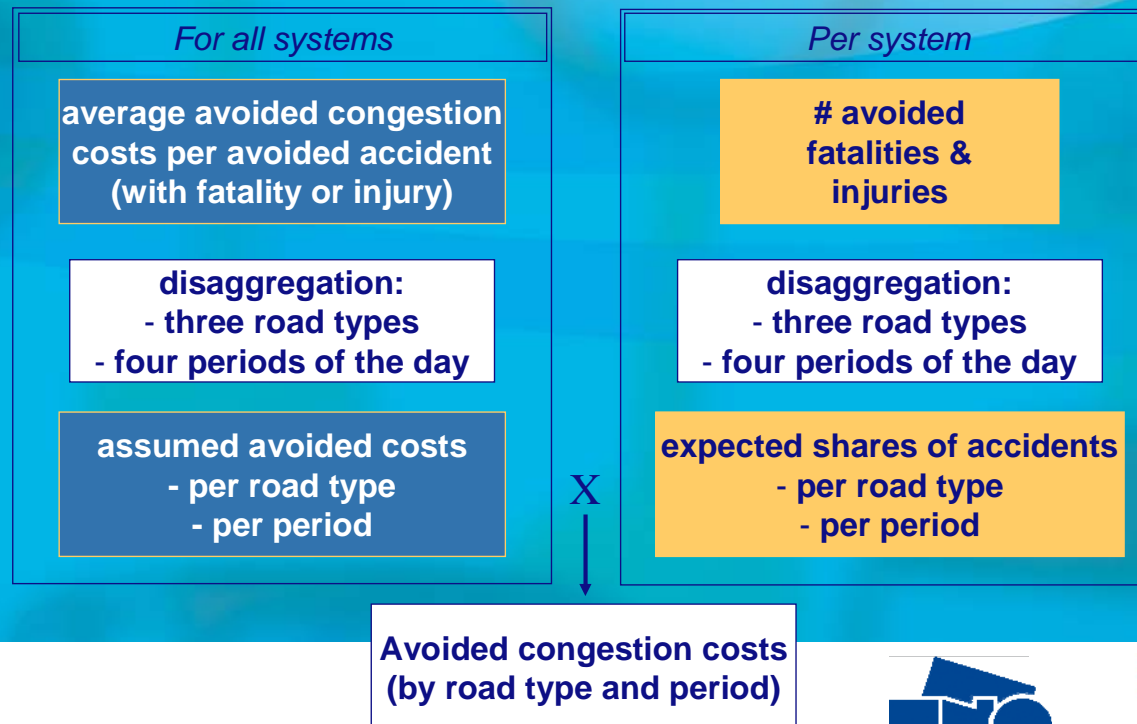 For all systems
average avoided congestion
costs per avoided accident
(with fatality or injury)
disaggregation:
- three road types
- four periods of the day
assumed avoided costs
- per road type
- per period
X
Per system
# avoided
fatalities &
injuries
disaggregation:
- three road types
- four periods of the day
expected shares of accidents
- per road type
- per period
Avoided congestion costs
(by road type and period)